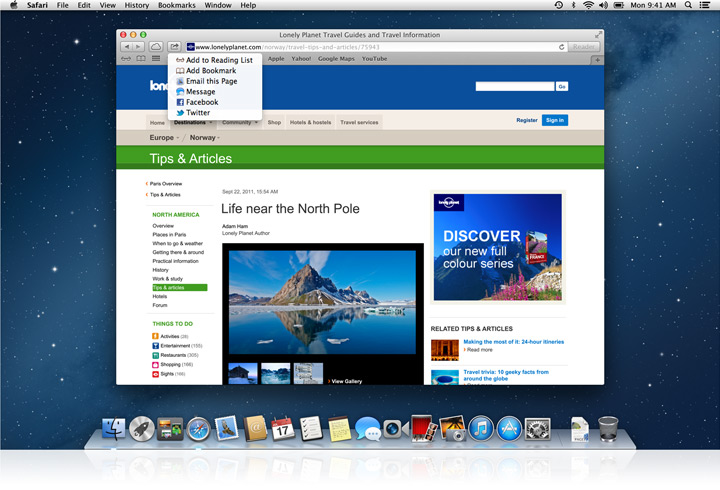 Safari File Edit View History Bookmarks Window Help
Mon 9:41 AM
Lonely Planet Travel Guides and Travel Information
www.lonelyplanet.com/norway/travel-tips-and-articles/75943
Reader
Apple Yahoo! Google Maps YouTube
Add to Reading List
Add Bookmark
Email this Page
Message
Facebook
Twitter
Go
Home Destinations Community Shop Hotels & hostels Travel services
Register Sign in
Europe / Norway
Tips & Articles
Paris Overview
Tips & Articles
NORTH AMERICA
Overview
Places in Paris
When to go & weather
Getting there & around
Practical information
History
Work & study
Tips & articles
Hotels
Forum
THINGS TO DO
Activities (28)
Entertainment (155)
Restaurants (305)
Shopping (166)
Sights (166)
Sept 22, 2011, 15:54 AM
Life near the North Pole
Adam Ham
Lonely Planet Author
View Gallery
lonely planet
DISCOVER
our new full
colour series
FRANCE
RELATED TIPS & ARTICLES
Making the most of it: 24-hour itineries
Read more
Travel trivia: 10 geeky facts from
around the globe
17